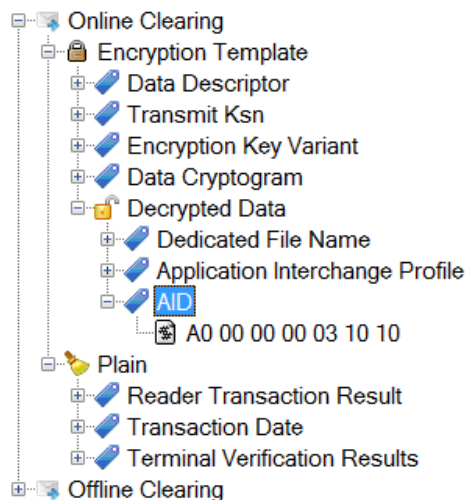 Online Clearing
Encryption Template
Data Descriptor
Transmit Ksn
Encryption Key Variant
Data Cryptogram
Decrypted Data
Dedicated File Name
Application Interchange Profile
AID
A0 00 00 00 03 10 10
Plain
Reader Transaction Result
Transaction Date
Terminal Verification Results
Offline Clearing